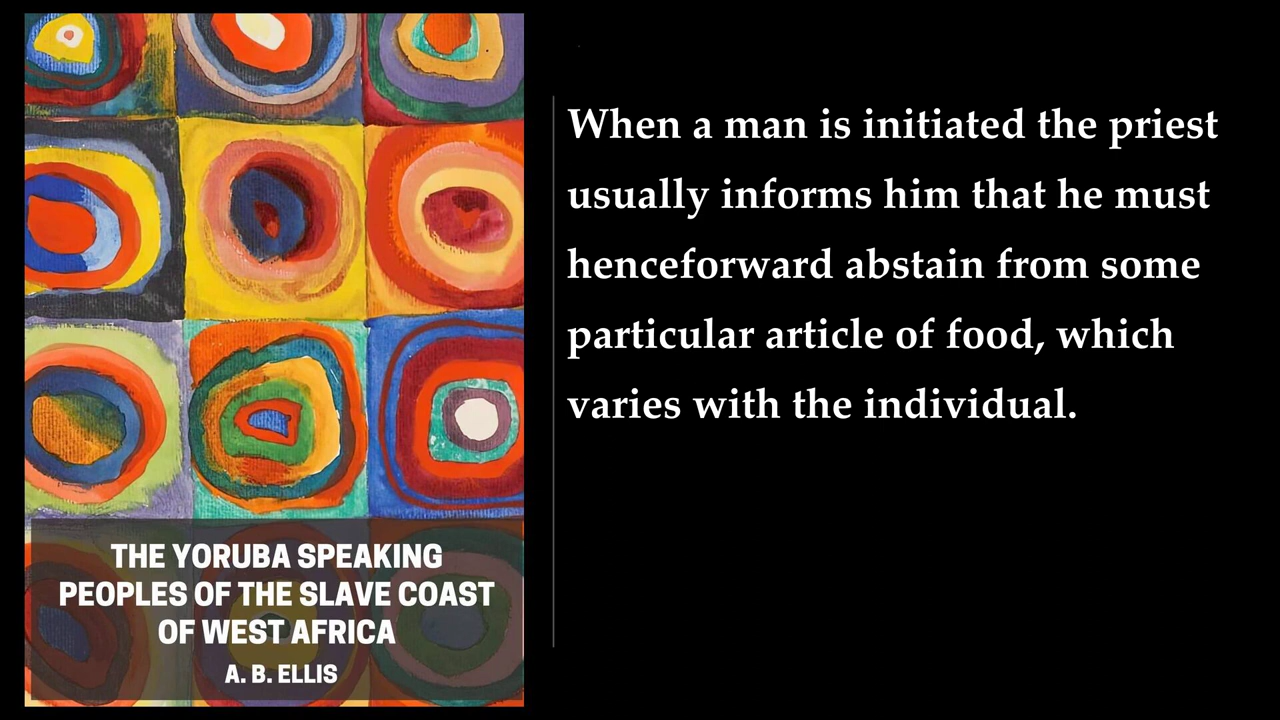 When a man is initiated the priest
usually informs him that he must
henceforward abstain from some
particular article of food, which
varies with the individual.
THE YORUBA SPEAKING
PEOPLES OF THE SLAVE COAST
OF WEST AFRICA
A. B. ELLIS